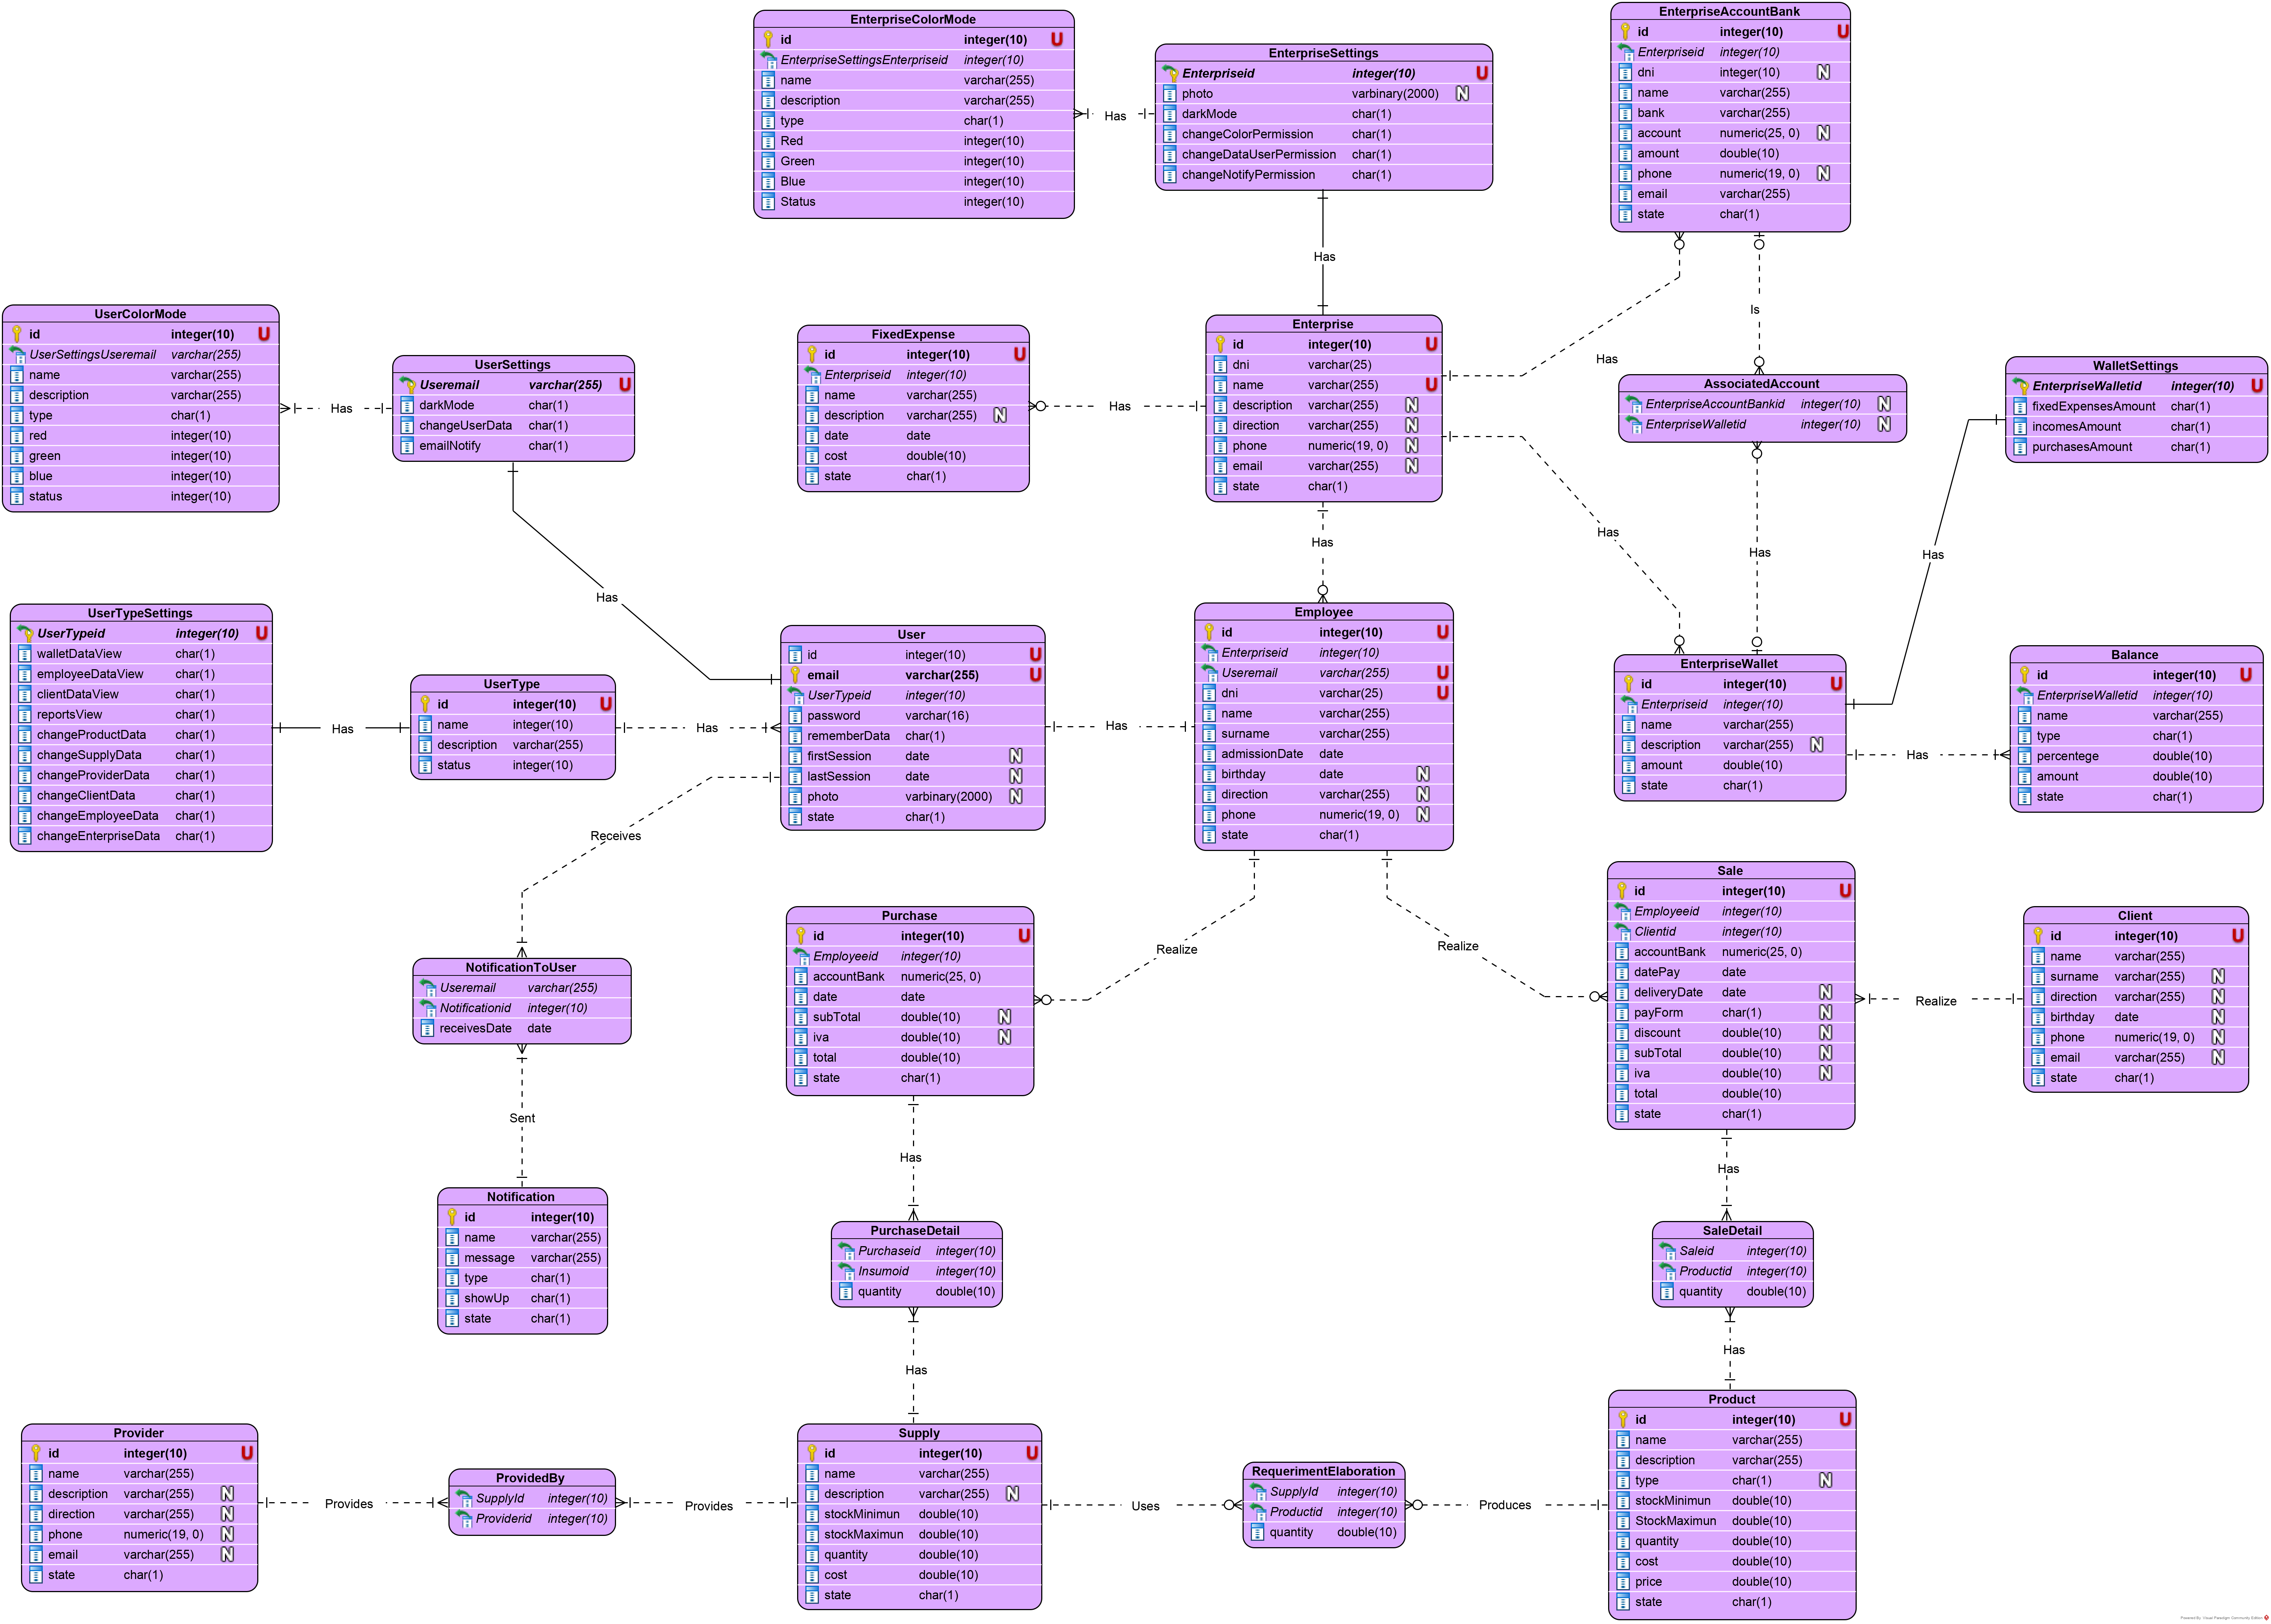 EnterpriseColorMode
id integer(10) U
EnterpriseSettingsEnterpriseid integer(10)
name varchar(255)
description varchar(255)
type char(1)
Red integer(10)
Green integer(10)
Blue integer(10)
Status integer(10)
Has
EnterpriseSettings
Enterpriseid integer(10) U
photo varbinary(2000) N
darkMode char(1)
changeColorPermission char(1)
changeDataUserPermission char(1)
changeNotifyPermission char(1)
EnterpriseAccountBank
id integer(10) U
Enterpriseid integer(10)
dni integer(10) N
name varchar(255)
bank varchar(255)
account numeric(25, 0) N
amount double(10)
phone numeric(19, 0) N
email varchar(255)
state char(1)
Has
Is
Has
UserColorMode
id integer(10) U
UserSettingsUseremail varchar(255)
name varchar(255)
description varchar(255)
type char(1)
red integer(10)
green integer(10)
blue integer(10)
status integer(10)
Has
UserSettings
Useremail varchar(255) U
darkMode char(1)
changeUserData char(1)
emailNotify char(1)
FixedExpense
id integer(10) U
Enterpriseid integer(10)
name varchar(255)
description varchar(255) N
date date
cost double(10)
state char(1)
Has
Enterprise
id integer(10) U
dni varchar(25)
name varchar(255) U
description varchar(255) N
direction varchar(255) N
phone numeric(19, 0) N
email varchar(255) N
state char(1)
AssociatedAccount
EnterpriseAccountBankid integer(10) N
EnterpriseWalletid integer(10) N
WalletSettings
EnterpriseWalletid integer(10) U
fixedExpensesAmount char(1)
incomesAmount char(1)
purchasesAmount char(1)
Has
Has
Has
Has
Has
UserTypeSettings
UserTypeid integer(10) U
walletDataView char(1)
employeeDataView char(1)
clientDataView char(1)
reportsView char(1)
changeProductData char(1)
changeSupplyData char(1)
changeProviderData char(1)
changeClientData char(1)
changeEmployeeData char(1)
changeEnterpriseData char(1)
Has
UserType
id integer(10) U
name integer(10)
description varchar(255)
status integer(10)
Has
User
id integer(10) U
email varchar(255) U
UserTypeid integer(10)
password varchar(16)
rememberData char(1)
firstSession date N
lastSession date N
photo varbinary(2000) N
state char(1)
Has
Employee
id integer(10) U
Enterpriseid integer(10)
Useremail varchar(255) U
dni varchar(25) U
name varchar(255)
surname varchar(255)
admissionDate date
birthday date N
direction varchar(255) N
phone numeric(19, 0) N
state char(1)
EnterpriseWallet
id integer(10) U
Enterpriseid integer(10)
name varchar(255)
description varchar(255) N
amount double(10)
state char(1)
Has
Balance
id integer(10) U
EnterpriseWalletid integer(10)
name varchar(255)
type char(1)
percentege double(10)
amount double(10)
state char(1)
Receives
Realize
Realize
NotificationToUser
Useremail varchar(255)
Notificationid integer(10)
receivesDate date
Purchase
id integer(10) U
Employeeid integer(10)
accountBank numeric(25, 0)
date date
subTotal double(10) N
iva double(10) N
total double(10)
state char(1)
Sale
id integer(10) U
Employeeid integer(10)
Clientid integer(10)
accountBank numeric(25, 0)
datePay date
deliveryDate date N
payForm char(1) N
discount double(10) N
subTotal double(10) N
iva double(10) N
total double(10)
state char(1)
Realize
Client
id integer(10) U
name varchar(255)
surname varchar(255) N
direction varchar(255) N
birthday date N
phone numeric(19, 0) N
email varchar(255) N
state char(1)
Sent
Has
Has
Notification
id integer(10)
name varchar(255)
message varchar(255)
type char(1)
showUp char(1)
state char(1)
PurchaseDetail
Purchaseid integer(10)
Insumoid integer(10)
quantity double(10)
SaleDetail
Saleid integer(10)
Productid integer(10)
quantity double(10)
Has
Has
Provider
id integer(10) U
name varchar(255)
description varchar(255) N
direction varchar(255) N
phone numeric(19, 0) N
email varchar(255) N
state char(1)
Provides
ProvidedBy
SupplyId integer(10)
Providerid integer(10)
Provides
Supply
id integer(10) U
name varchar(255)
description varchar(255) N
stockMinimun double(10)
stockMaximun double(10)
quantity double(10)
cost double(10)
state char(1)
Uses
RequerimentElaboration
SupplyId integer(10)
Productid integer(10)
quantity double(10)
Produces
Product
id integer(10) U
name varchar(255)
description varchar(255)
type char(1) N
stockMinimun double(10)
StockMaximun double(10)
quantity double(10)
cost double(10)
price double(10)
state char(1)
Powered By Visual Paradigm Community Edition